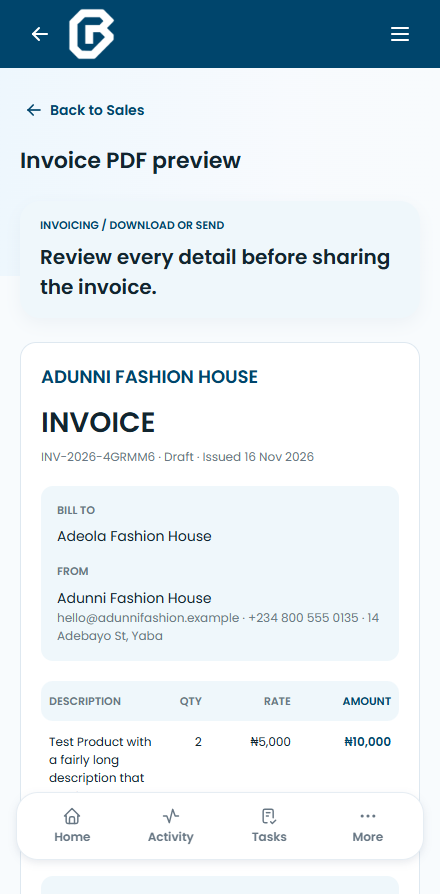 Back to Sales
Invoice PDF preview
INVOICING / DOWNLOAD OR SEND
Review every detail before sharing
the invoice.
ADUNNI FASHION HOUSE
INVOICE
INV-2026-4GRMM6 · Draft · Issued 16 Nov 2026
BILL TO
Adeola Fashion House
FROM
Adunni Fashion House
hello@adunnifashion.example · +234 800 555 0135 · 14
Adebayo St, Yaba
DESCRIPTION QTY RATE AMOUNT
Test Product with 2 ₦5,000 ₦10,000
a fairly long
description that
Home Activity Tasks More